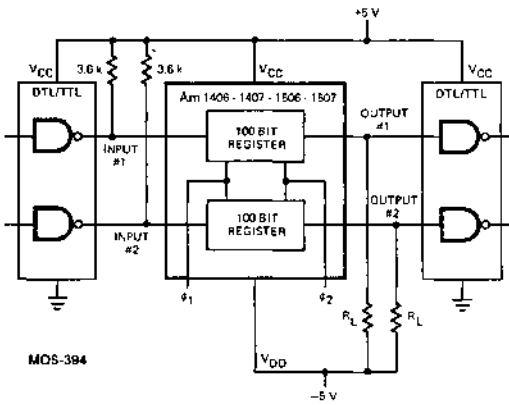 +5 V
VCC
3.6 k
3.6 k
VCC
VCC
DTL/TTL
Am 1406 - 1407 - 1506 - 1507
DTL/TTL
OUTPUT
#1
100 BIT
REGISTER
INPUT
#1
OUTPUT
#2
100 BIT
REGISTER
INPUT
#2
ϕ1
ϕ2
RL
RL
MOS-394
VDD
−5 V